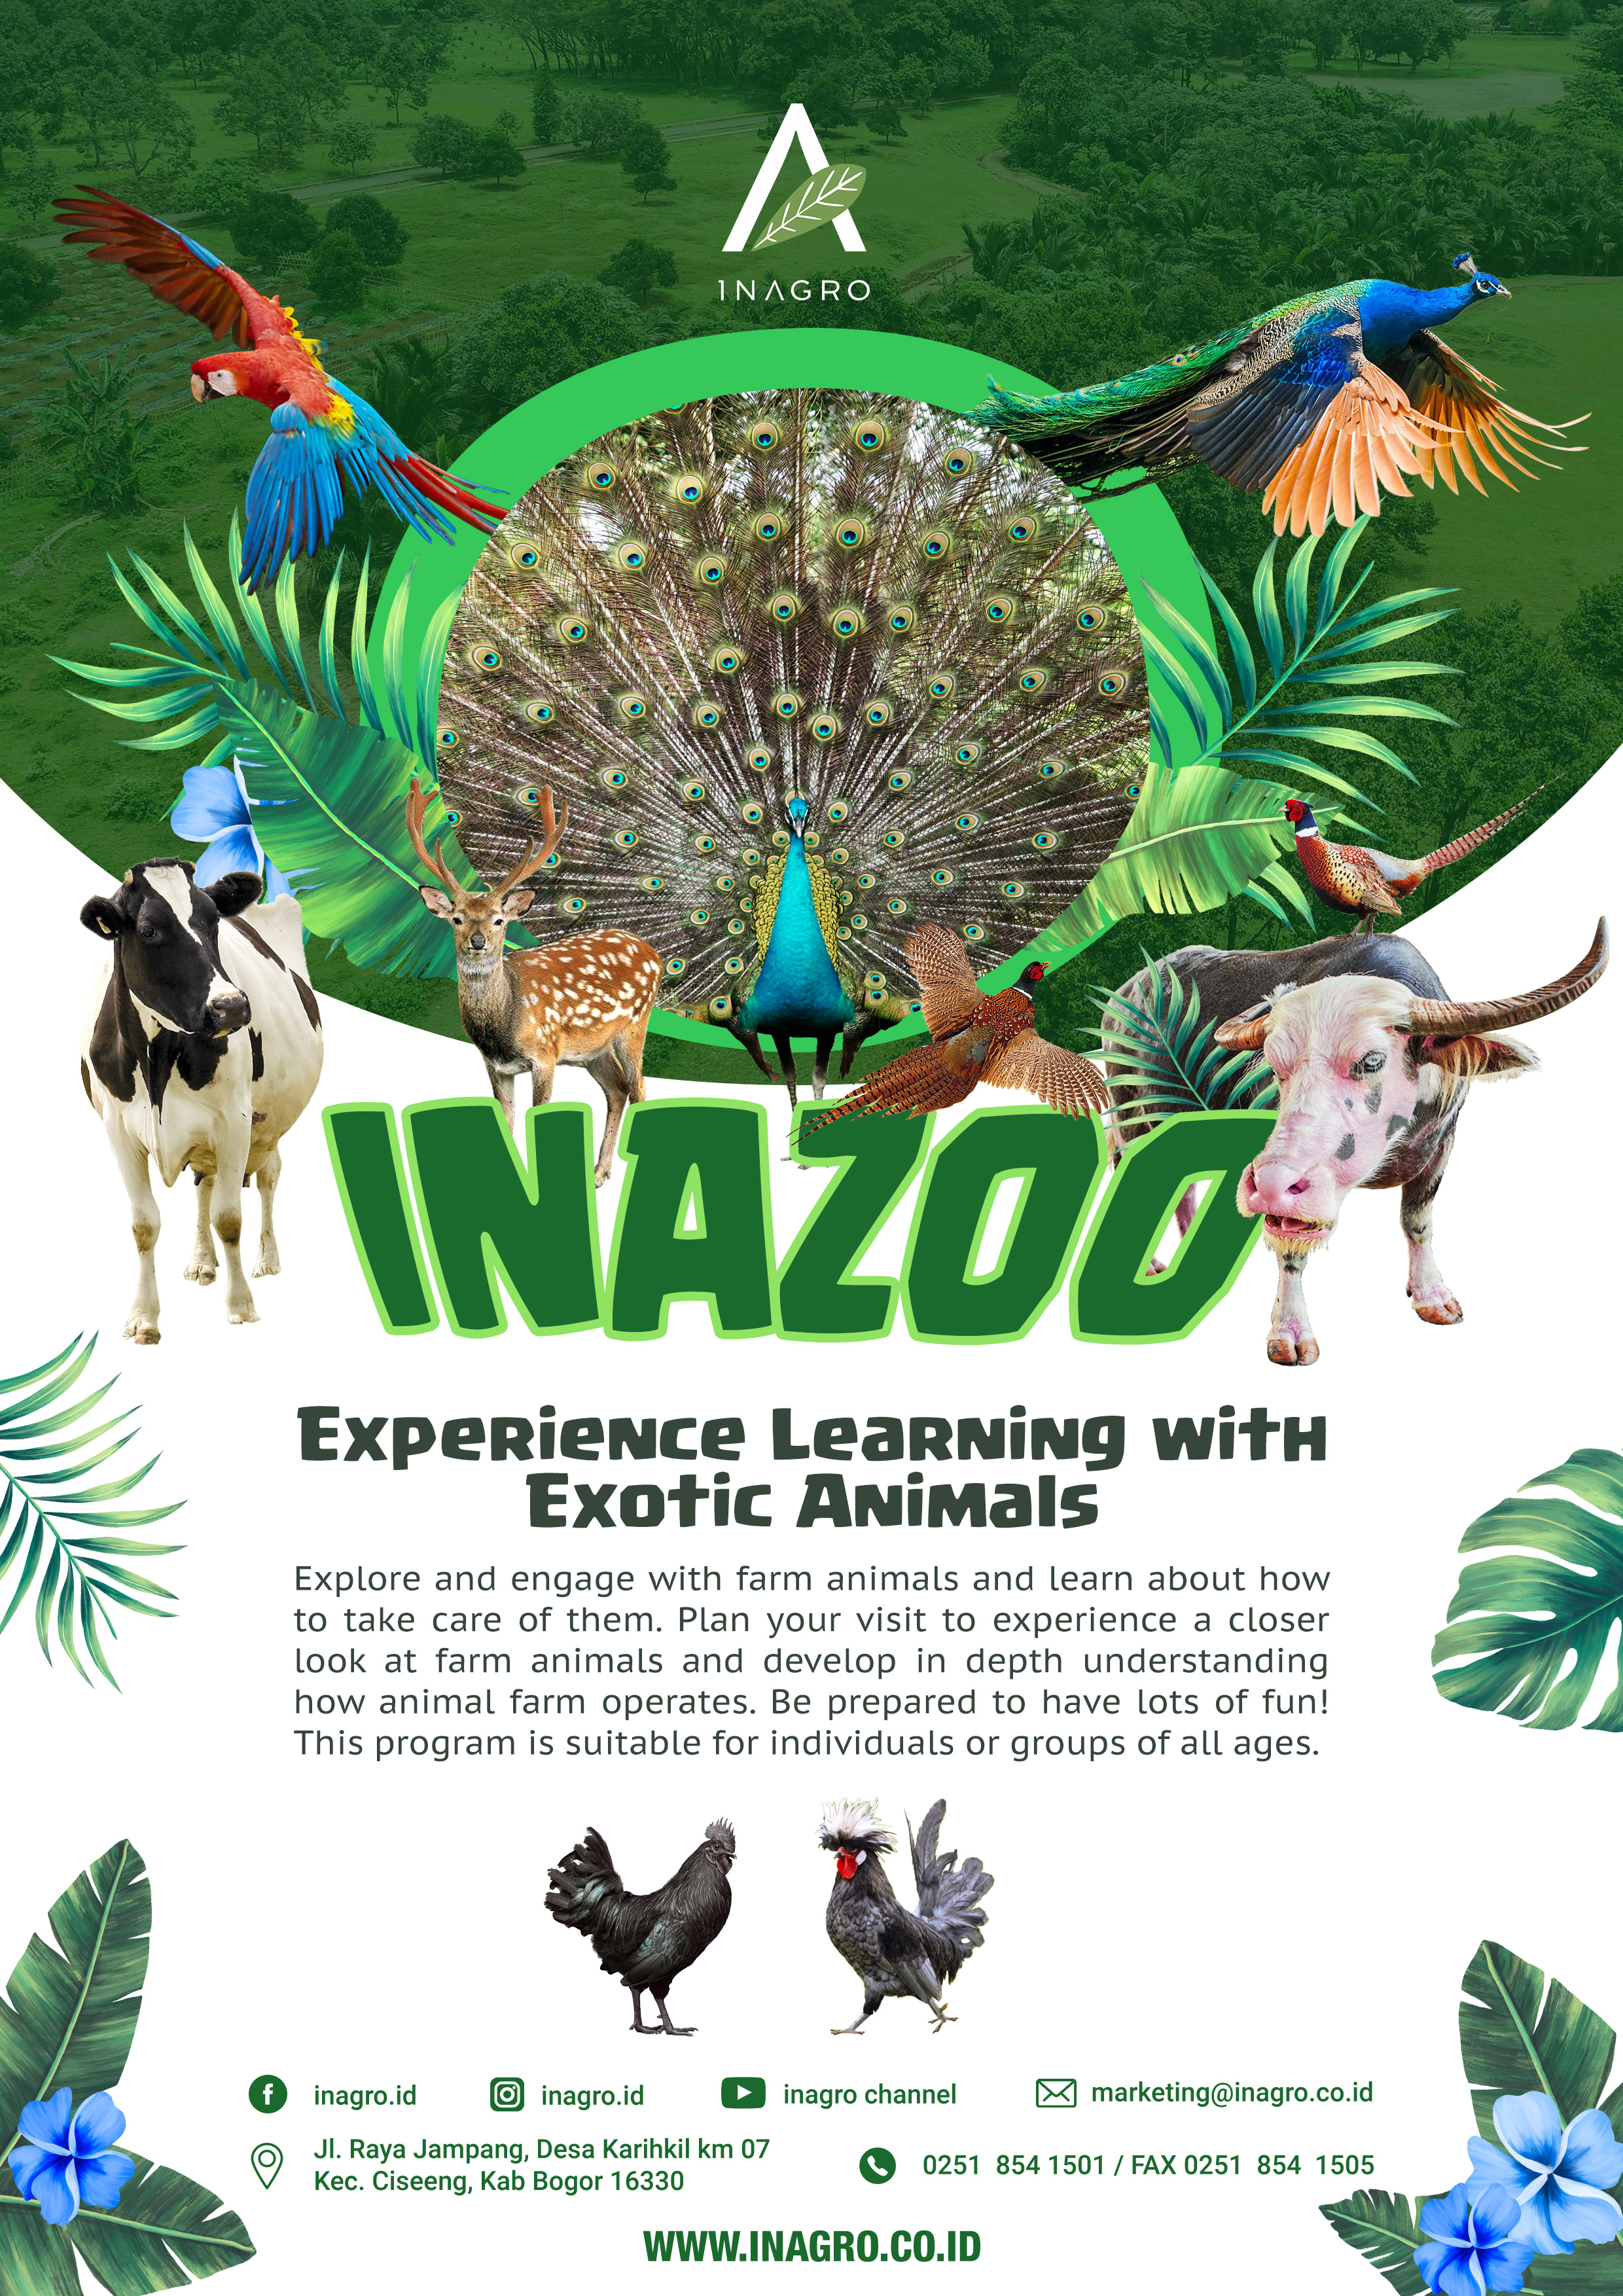 INAGRO
INAZOO
Experience Learning with
Exotic Animals
Explore and engage with farm animals and learn about how
to take care of them. Plan your visit to experience a closer
look at farm animals and develop in depth understanding
how animal farm operates. Be prepared to have lots of fun!
This program is suitable for individuals or groups of all ages.
inagro.id
inagro.id
inagro channel
marketing@inagro.co.id
Jl. Raya Jampang, Desa Karihkil km 07
Kec. Ciseeng, Kab Bogor 16330
0251 854 1501 / FAX 0251 854 1505
WWW.INAGRO.CO.ID